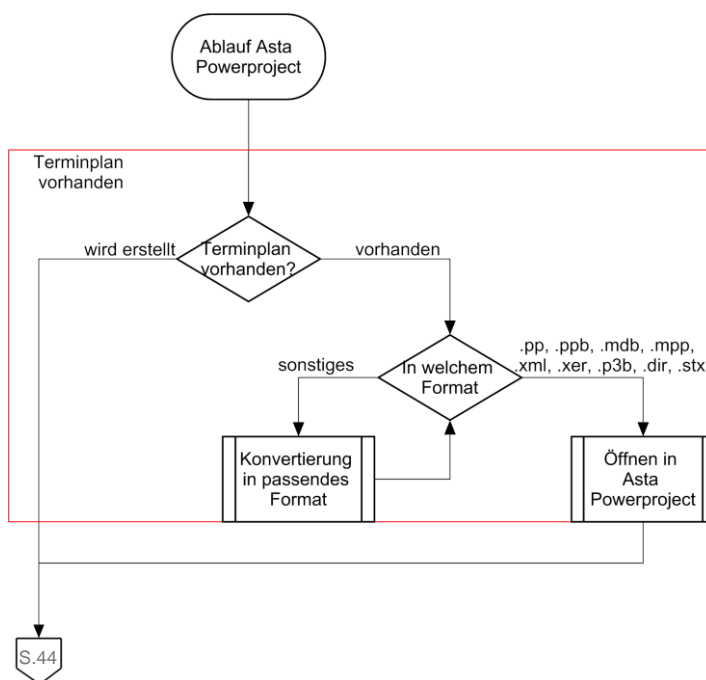 Ablauf Asta
Powerproject
Terminplan
vorhanden
wird erstellt
Terminplan
vorhanden?
vorhanden
sonstiges
In welchem
Format
.pp, .ppb, .mdb, .mpp,
.xml, .xer, .p3b, .dir, .stx
Konvertierung
in passendes
Format
Öffnen in
Asta
Powerproject
S.44